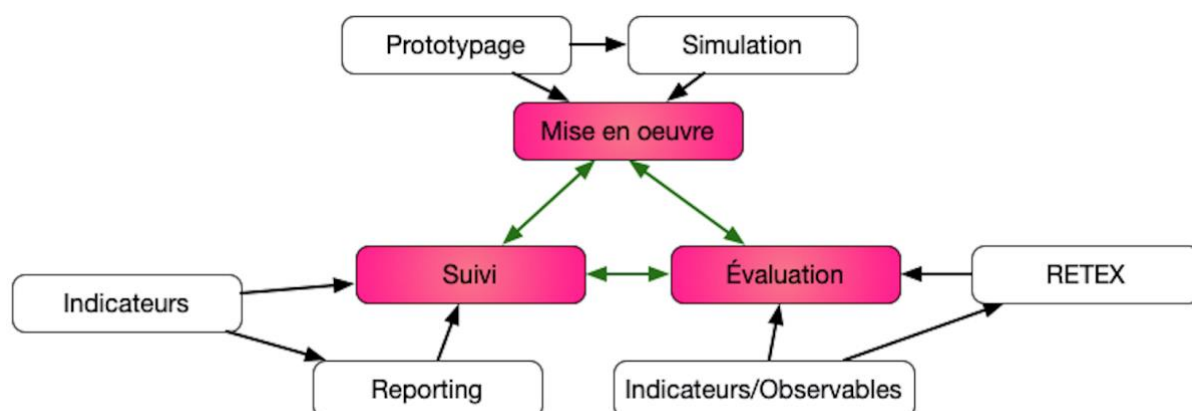 Prototypage
Simulation
Mise en oeuvre
Suivi
Évaluation
RETEX
Indicateurs
Reporting
Indicateurs/Observables